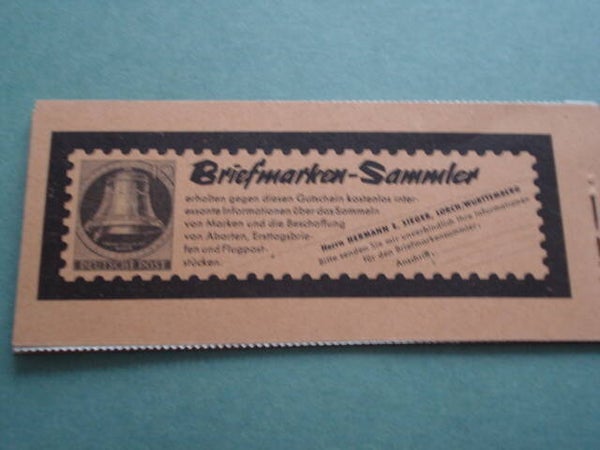 Briefmarken-Sammler
erhalten gegen diesen Gutschein kostenlos inter-
essante Informationen über das Sammeln
von Marken und die Beschaffung
von Abarten, Ersttagsbrie-
fen und Flugpost-
stücken.
Herrn HERMANN E. SIEGER, LORCH-WURTTEMBERG
Bitte senden Sie mir unverbindlich Ihre Informationen
für den Briefmarkensammler.
Anschrift:
DEUTSCHE POST